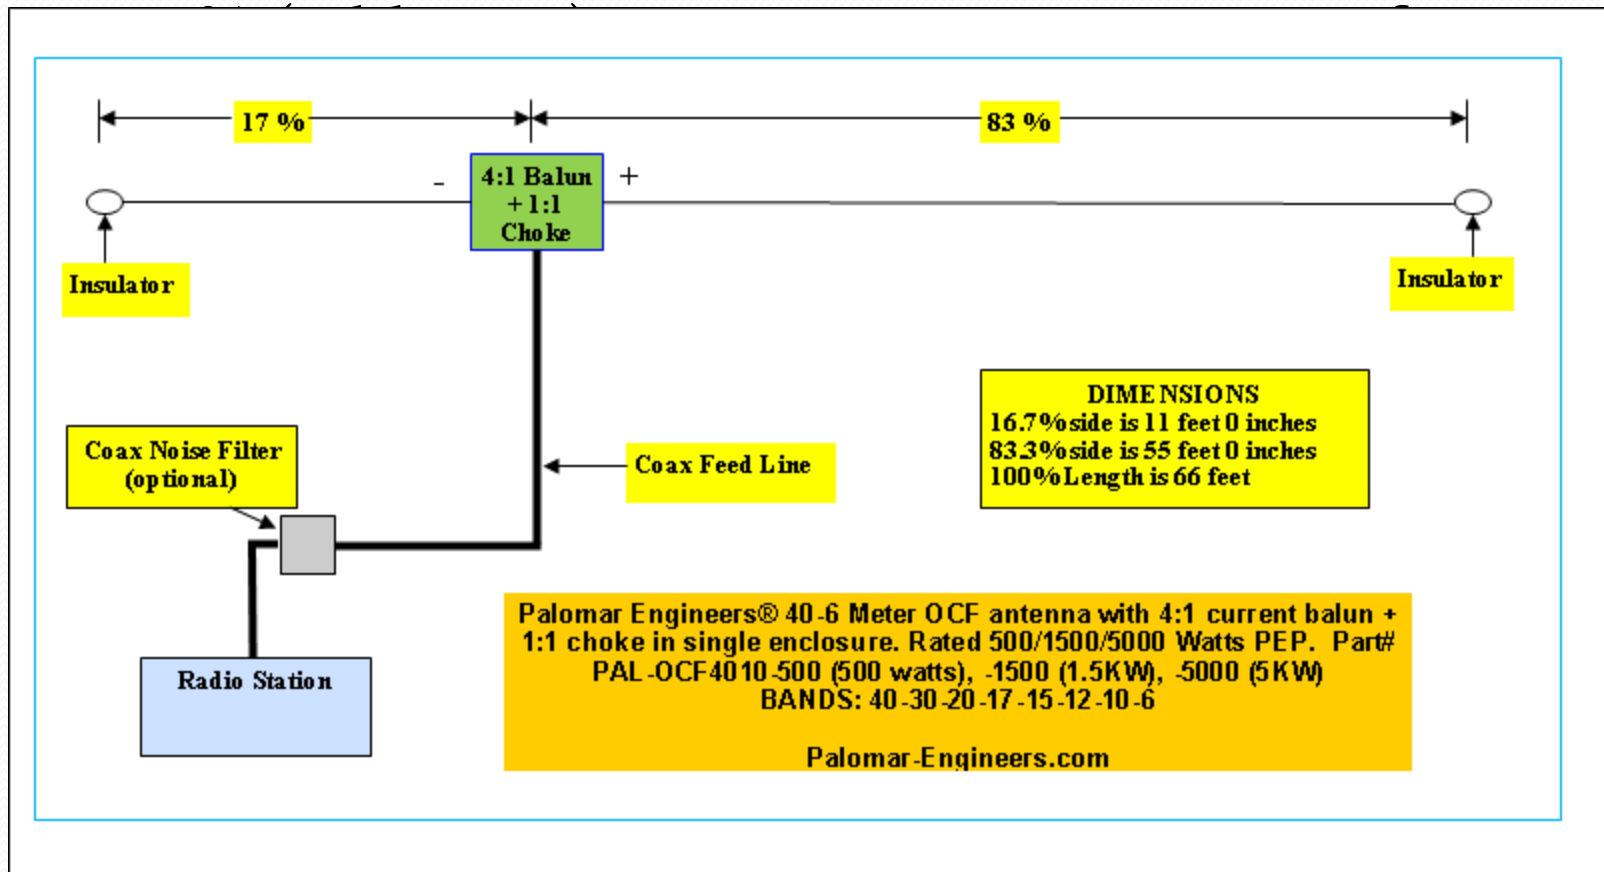 17 %
83 %
-
4:1 Balun
+ 1:1
Choke
+
Insulator
Insulator
DIMENSIONS
16.7% side is 11 feet 0 inches
83.3% side is 55 feet 0 inches
100% Length is 66 feet
Coax Noise Filter
(optional)
Coax Feed Line
Radio Station
Palomar Engineers® 40-6 Meter OCF antenna with 4:1 current balun +
1:1 choke in single enclosure. Rated 500/1500/5000 Watts PEP. Part#
PAL-OCF4010-500 (500 watts), -1500 (1.5KW), -5000 (5KW)
BANDS: 40-30-20-17-15-12-10-6
Palomar-Engineers.com